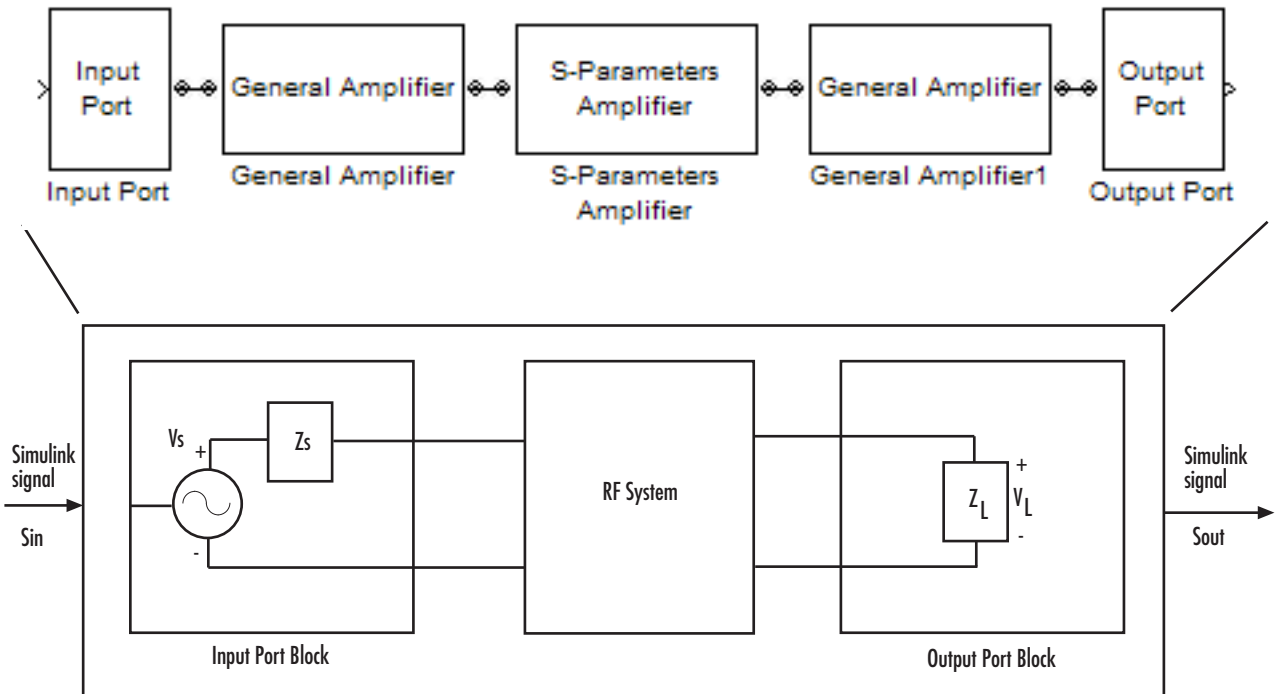 Input
Port
General Amplifier
S-Parameters
Amplifier
General Amplifier
Output
Port
Input Port
General Amplifier
S-Parameters
Amplifier
General Amplifier1
Output Port
Simulink
signal
Sin
Vs
+
-
Zs
RF System
Z L
+
V L
-
Simulink
signal
Sout
Input Port Block
Output Port Block